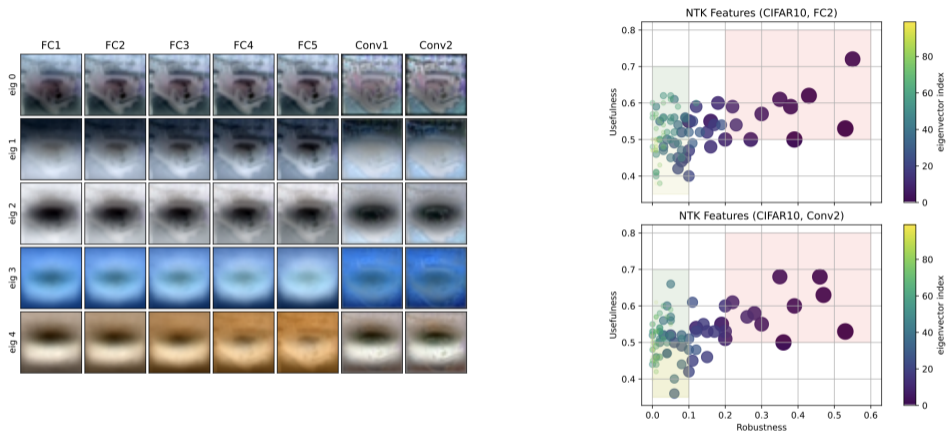 FC1 FC2 FC3 FC4 FC5 Conv1 Conv2
eig 0
eig 1
eig 2
eig 3
eig 4
NTK Features (CIFAR10, FC2)
0.8
0.7
0.6
0.5
0.4
Usefulness
80
60
40
20
0
eigenvector index
NTK Features (CIFAR10, Conv2)
0.8
0.7
0.6
0.5
0.4
Usefulness
0.0 0.1 0.2 0.3 0.4 0.5 0.6
Robustness
80
60
40
20
0
eigenvector index